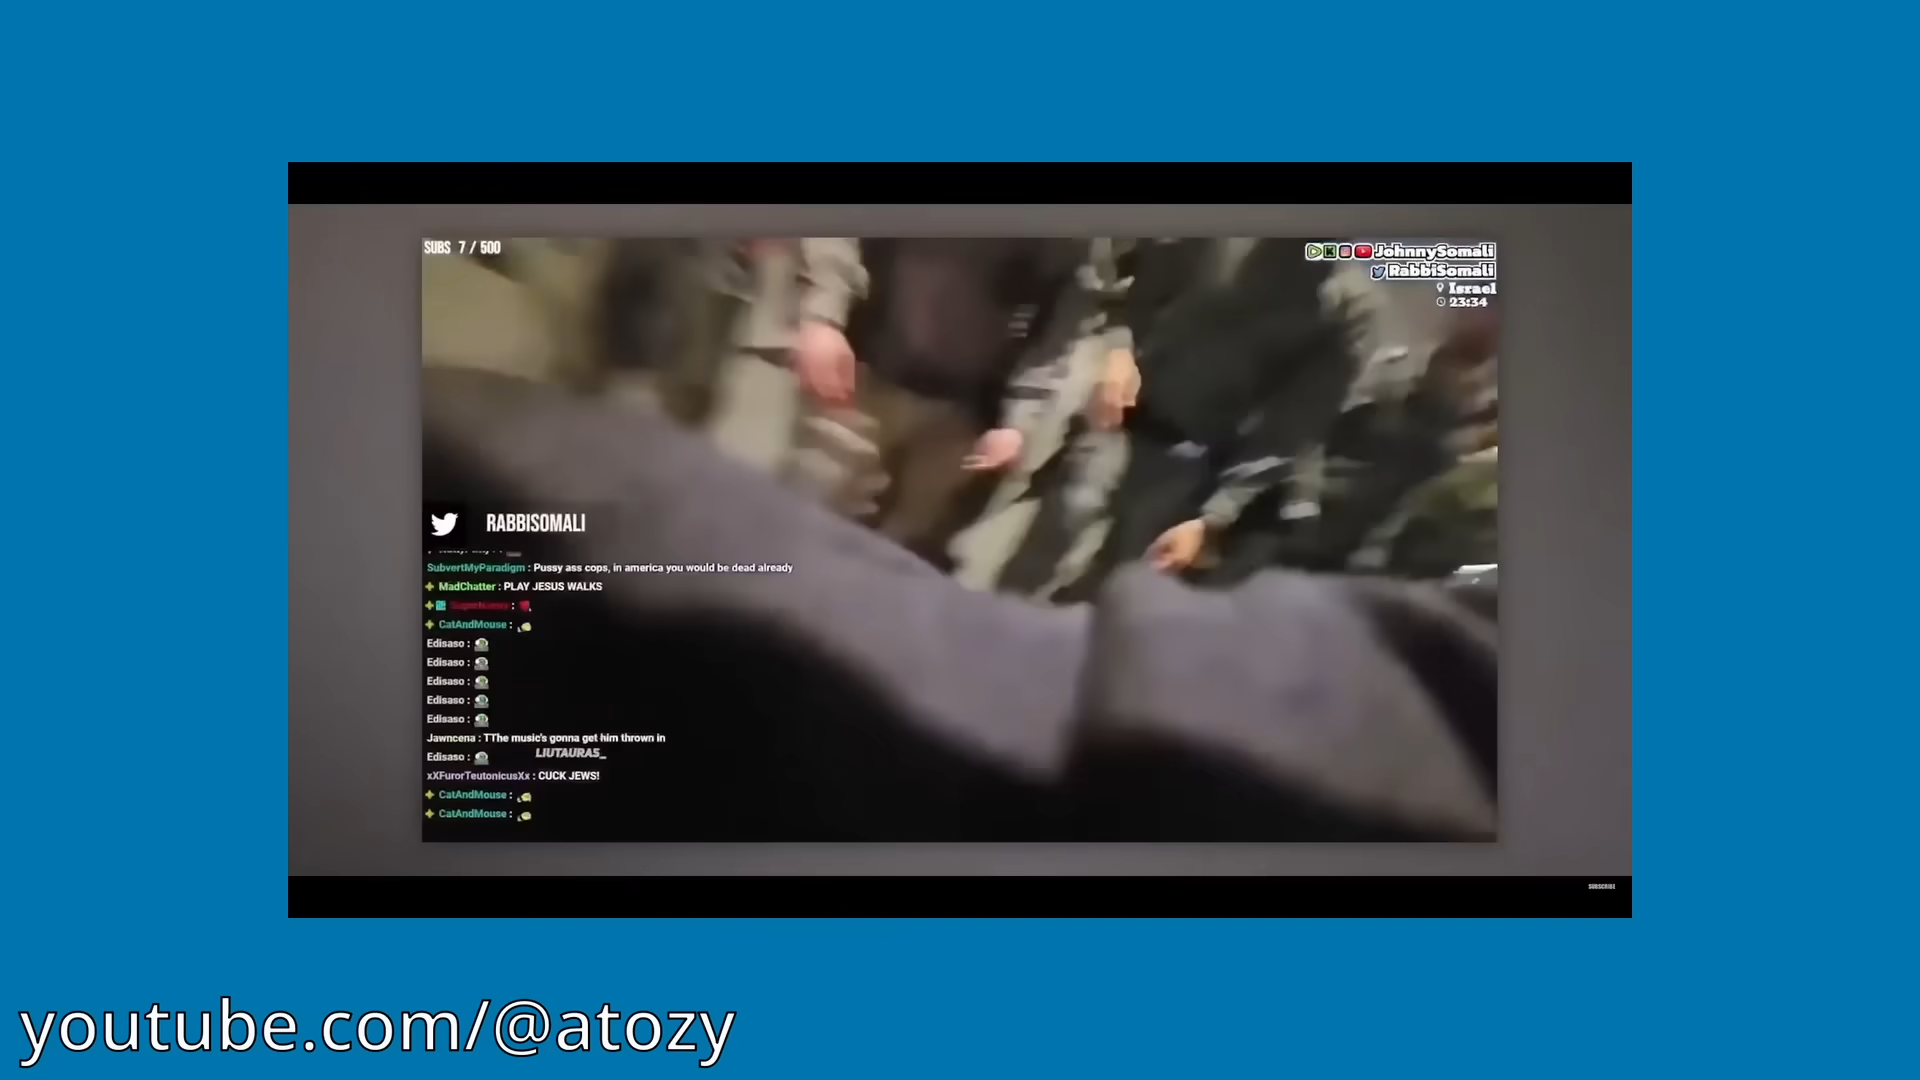 SUBS 7 / 500
JohnnySomali
RabbiSomali
Israel
23:34
RABBISOMALI
SubvertMyParadigm : Pussy ass cops, in america you would be dead already
MadChatter : PLAY JESUS WALKS
CatAndMouse :
Edisaso :
Edisaso :
Edisaso :
Edisaso :
Edisaso :
Jawncena : TThe music's gonna get him thrown in
LIUTAURAS_
Edisaso :
xXFurorTeutonicusXx : CUCK JEWS!
CatAndMouse :
CatAndMouse :
SUBSCRIBE
youtube.com/@atozy